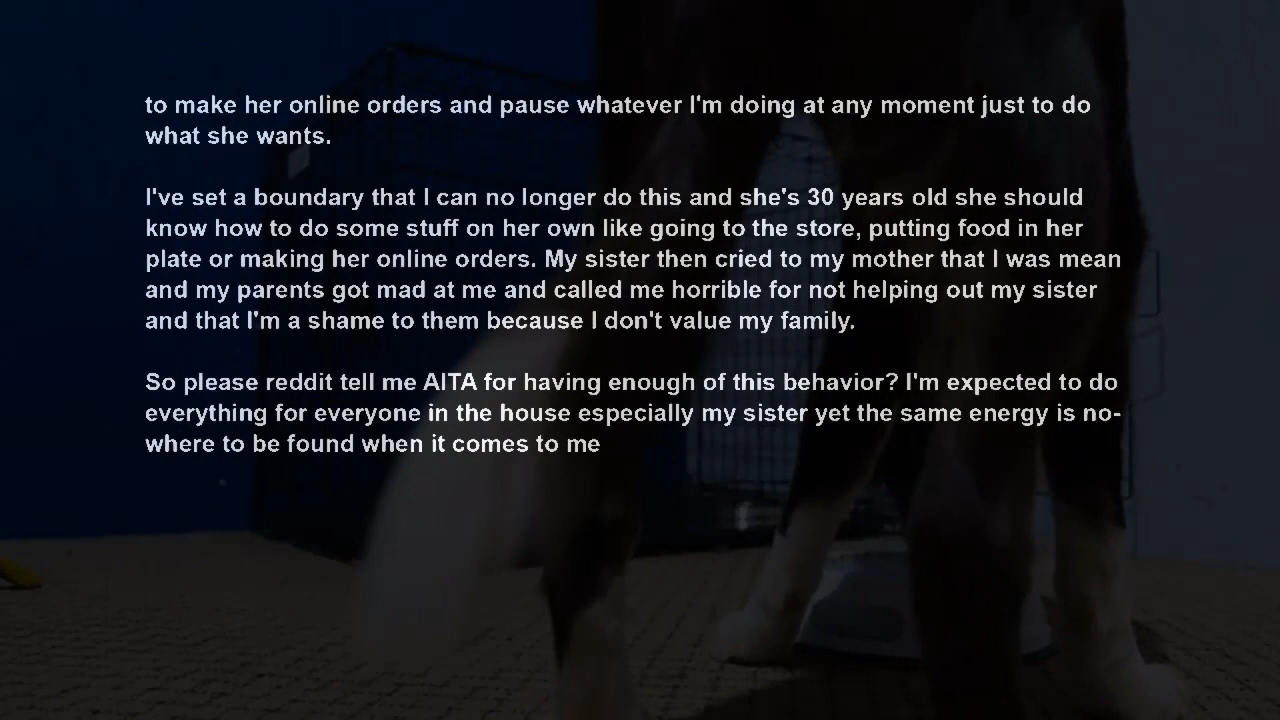 to make her online orders and pause whatever I'm doing at any moment just to do
what she wants.
I've set a boundary that I can no longer do this and she's 30 years old she should
know how to do some stuff on her own like going to the store, putting food in her
plate or making her online orders. My sister then cried to my mother that I was mean
and my parents got mad at me and called me horrible for not helping out my sister
and that I'm a shame to them because I don't value my family.
So please reddit tell me AITA for having enough of this behavior? I'm expected to do
everything for everyone in the house especially my sister yet the same energy is no-
where to be found when it comes to me